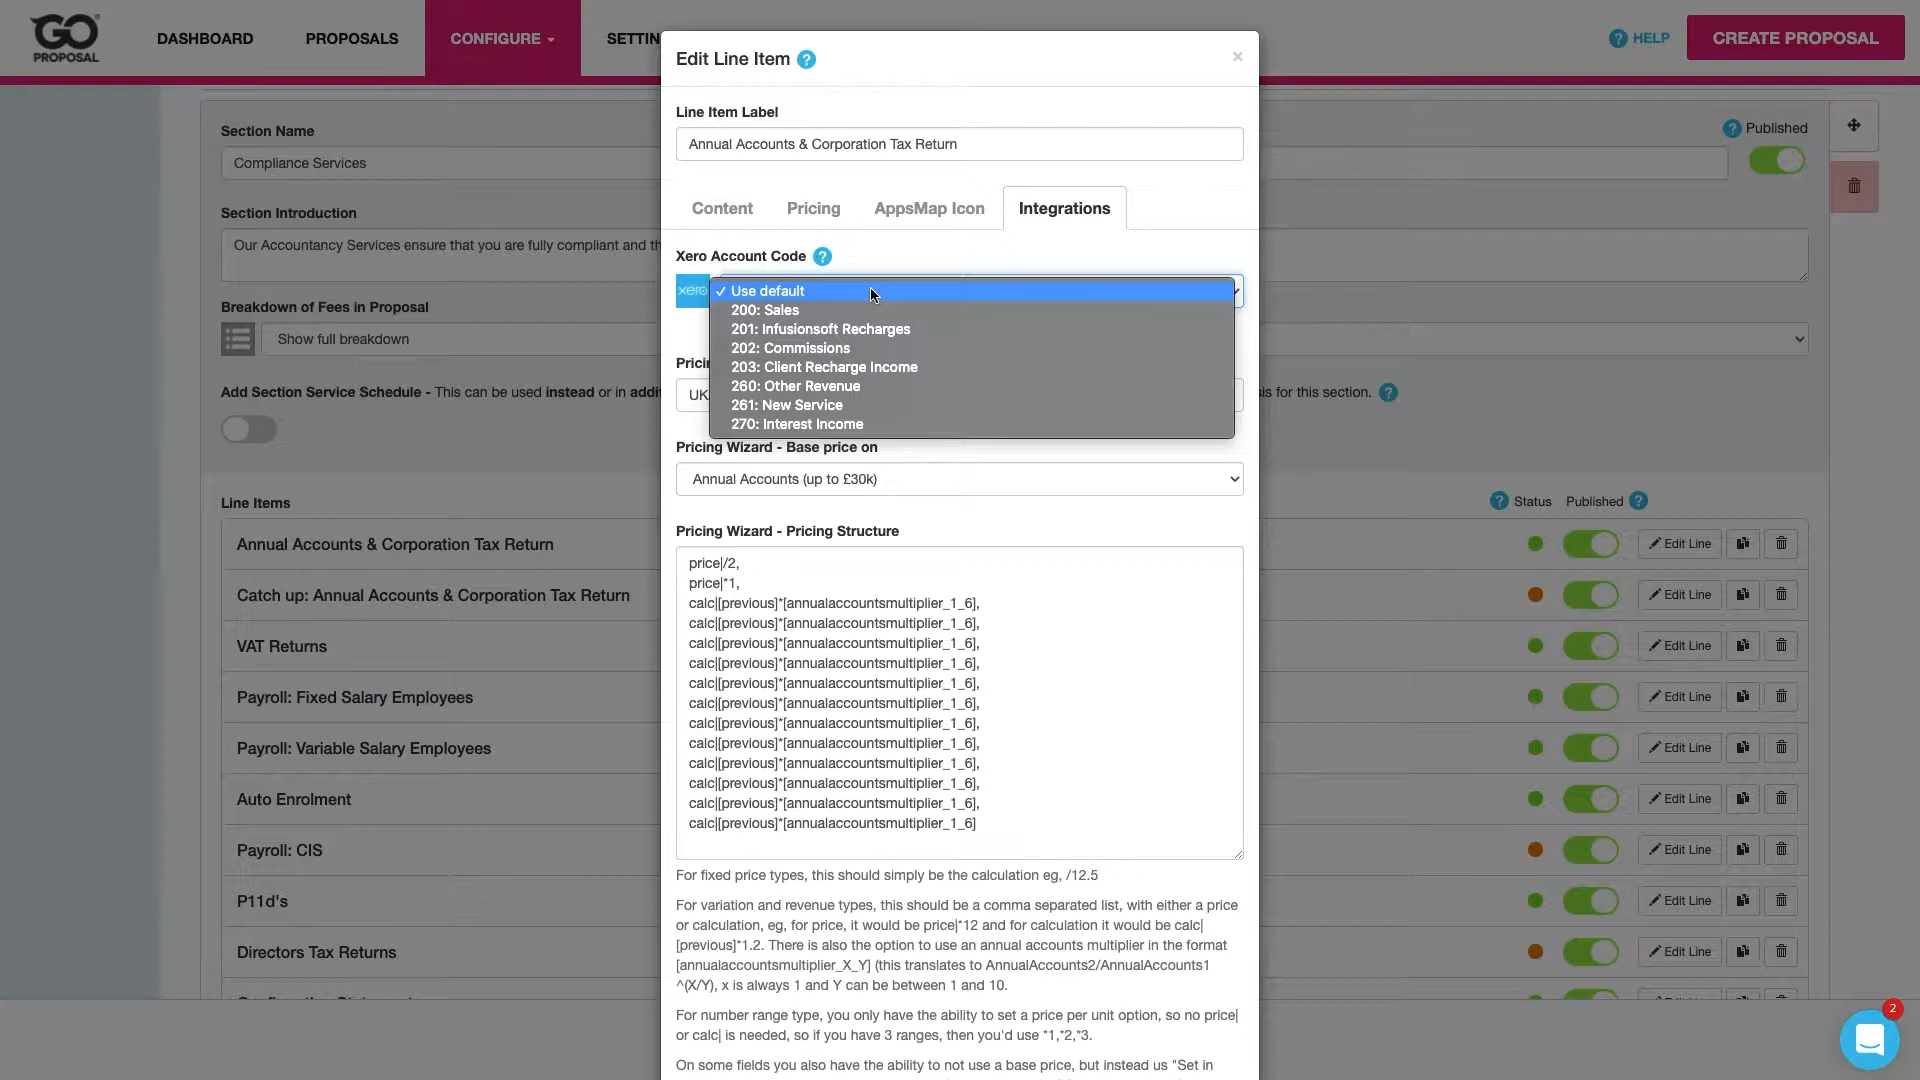 GO
PROPOSAL
DASHBOARD
PROPOSALS
CONFIGURE
SETTIN
? HELP
CREATE PROPOSAL
Edit Line Item ?
×
Line Item Label
Annual Accounts & Corporation Tax Return
Content
Pricing
AppsMap Icon
Integrations
Xero Account Code ?
xero
✓ Use default
200: Sales
201: Infusionsoft Recharges
202: Commissions
203: Client Recharge Income
260: Other Revenue
261: New Service
270: Interest Income
Pricin
UK
Pricing Wizard - Base price on
Annual Accounts (up to £30k)
Pricing Wizard - Pricing Structure
price|/2,
price|*1,
calc|[previous]*[annualaccountsmultiplier_1_6],
calc|[previous]*[annualaccountsmultiplier_1_6],
calc|[previous]*[annualaccountsmultiplier_1_6],
calc|[previous]*[annualaccountsmultiplier_1_6],
calc|[previous]*[annualaccountsmultiplier_1_6],
calc|[previous]*[annualaccountsmultiplier_1_6],
calc|[previous]*[annualaccountsmultiplier_1_6],
calc|[previous]*[annualaccountsmultiplier_1_6],
calc|[previous]*[annualaccountsmultiplier_1_6],
calc|[previous]*[annualaccountsmultiplier_1_6],
calc|[previous]*[annualaccountsmultiplier_1_6],
calc|[previous]*[annualaccountsmultiplier_1_6]
For fixed price types, this should simply be the calculation eg, /12.5
For variation and revenue types, this should be a comma separated list, with either a price
or calculation, eg, for price, it would be price|*12 and for calculation it would be calc|
[previous]*1.2. There is also the option to use an annual accounts multiplier in the format
[annualaccountsmultiplier_X_Y] (this translates to AnnualAccounts2/AnnualAccounts1
^(X/Y), x is always 1 and Y can be between 1 and 10.
For number range type, you only have the ability to set a price per unit option, so no price|
or calc| is needed, so if you have 3 ranges, then you'd use *1,*2,*3.
On some fields you also have the ability to not use a base price, but instead us "Set in
Section Name
Compliance Services
? Published
Section Introduction
Our Accountancy Services ensure that you are fully compliant and th
Breakdown of Fees in Proposal
Show full breakdown
Add Section Service Schedule - This can be used instead or in addi
is for this section. ?
Line Items
? Status
Published ?
Annual Accounts & Corporation Tax Return
Edit Line
Catch up: Annual Accounts & Corporation Tax Return
Edit Line
VAT Returns
Edit Line
Payroll: Fixed Salary Employees
Edit Line
Payroll: Variable Salary Employees
Edit Line
Auto Enrolment
Edit Line
Payroll: CIS
Edit Line
P11d's
Edit Line
Directors Tax Returns
Edit Line
2